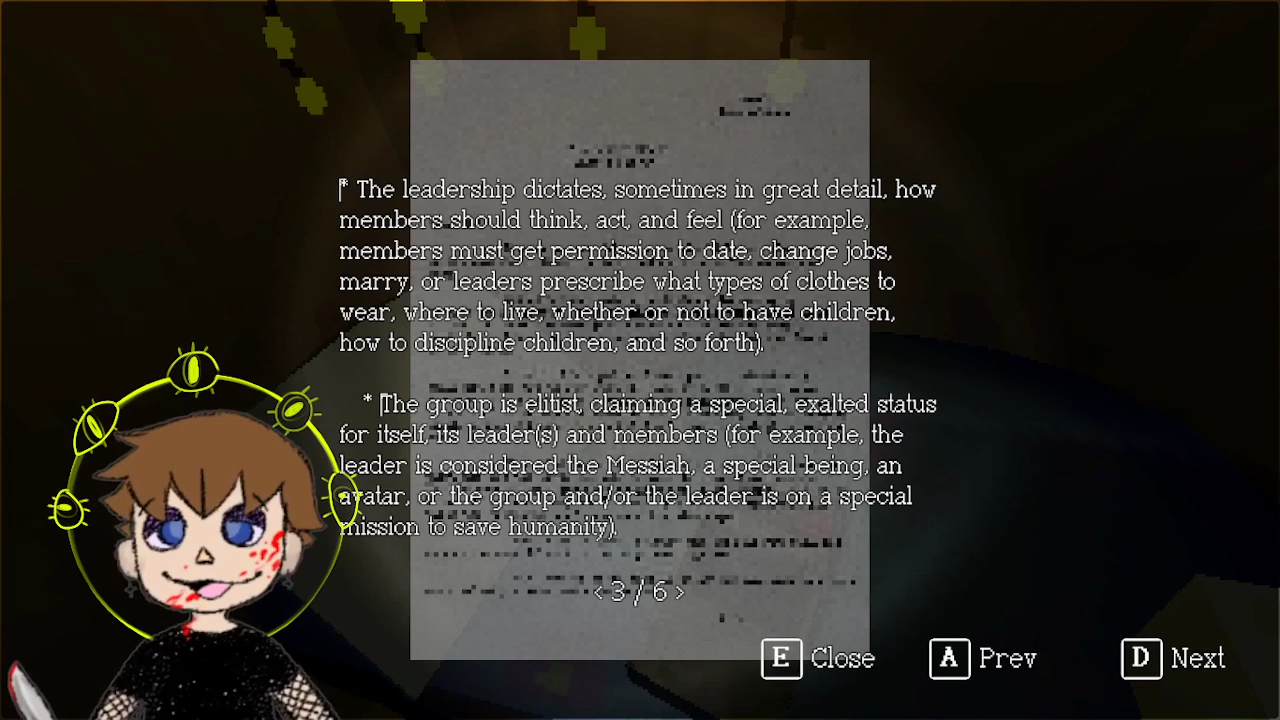 * The leadership dictates, sometimes in great detail, how
members should think, act, and feel (for example,
members must get permission to date, change jobs,
marry, or leaders prescribe what types of clothes to
wear, where to live, whether or not to have children,
how to discipline children, and so forth).
* The group is elitist, claiming a special, exalted status
for itself, its leader(s) and members (for example, the
leader is considered the Messiah, a special being, an
avatar, or the group and/or the leader is on a special
mission to save humanity).
< 3 / 6 >
E Close A Prev D Next